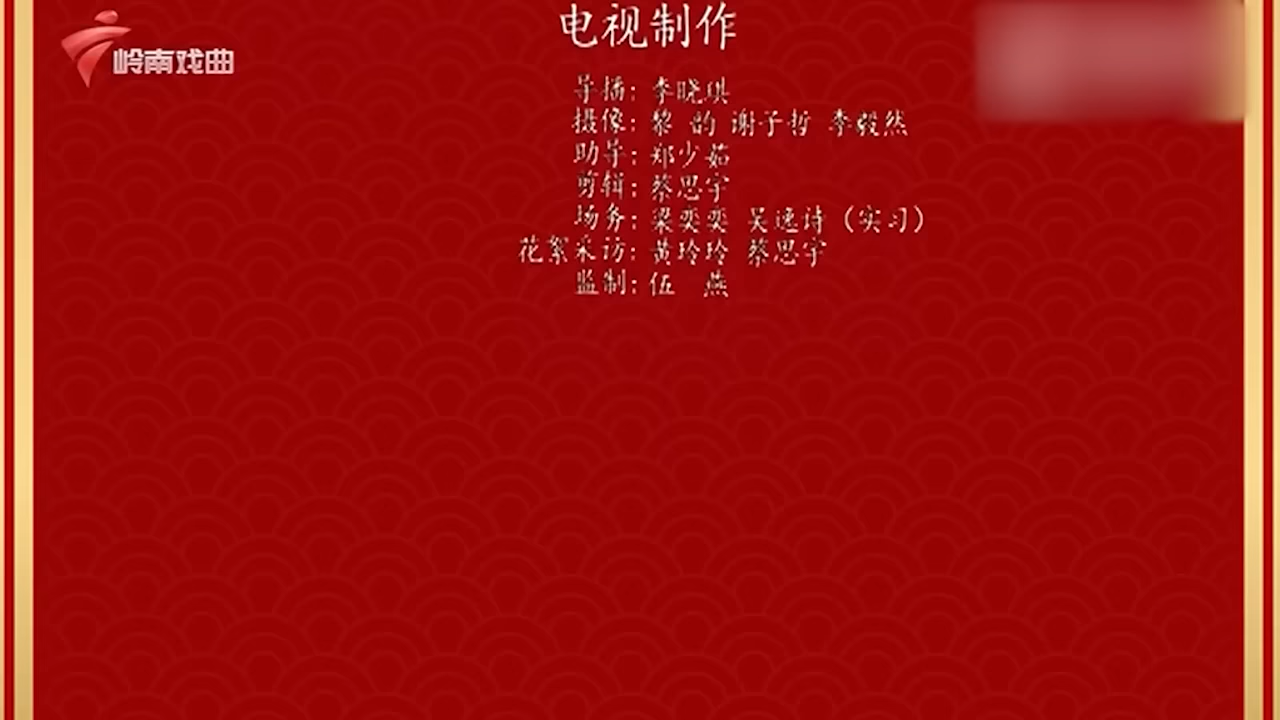 岭南戏曲
电视制作
导播：李晓琪
摄像：黎 韵 谢子哲 李毅然
助导：郑少茹
剪辑：蔡思宇
场务：梁奕奕 吴逸诗（实习）
花絮采访：黄玲玲 蔡思宇
监制：伍 燕